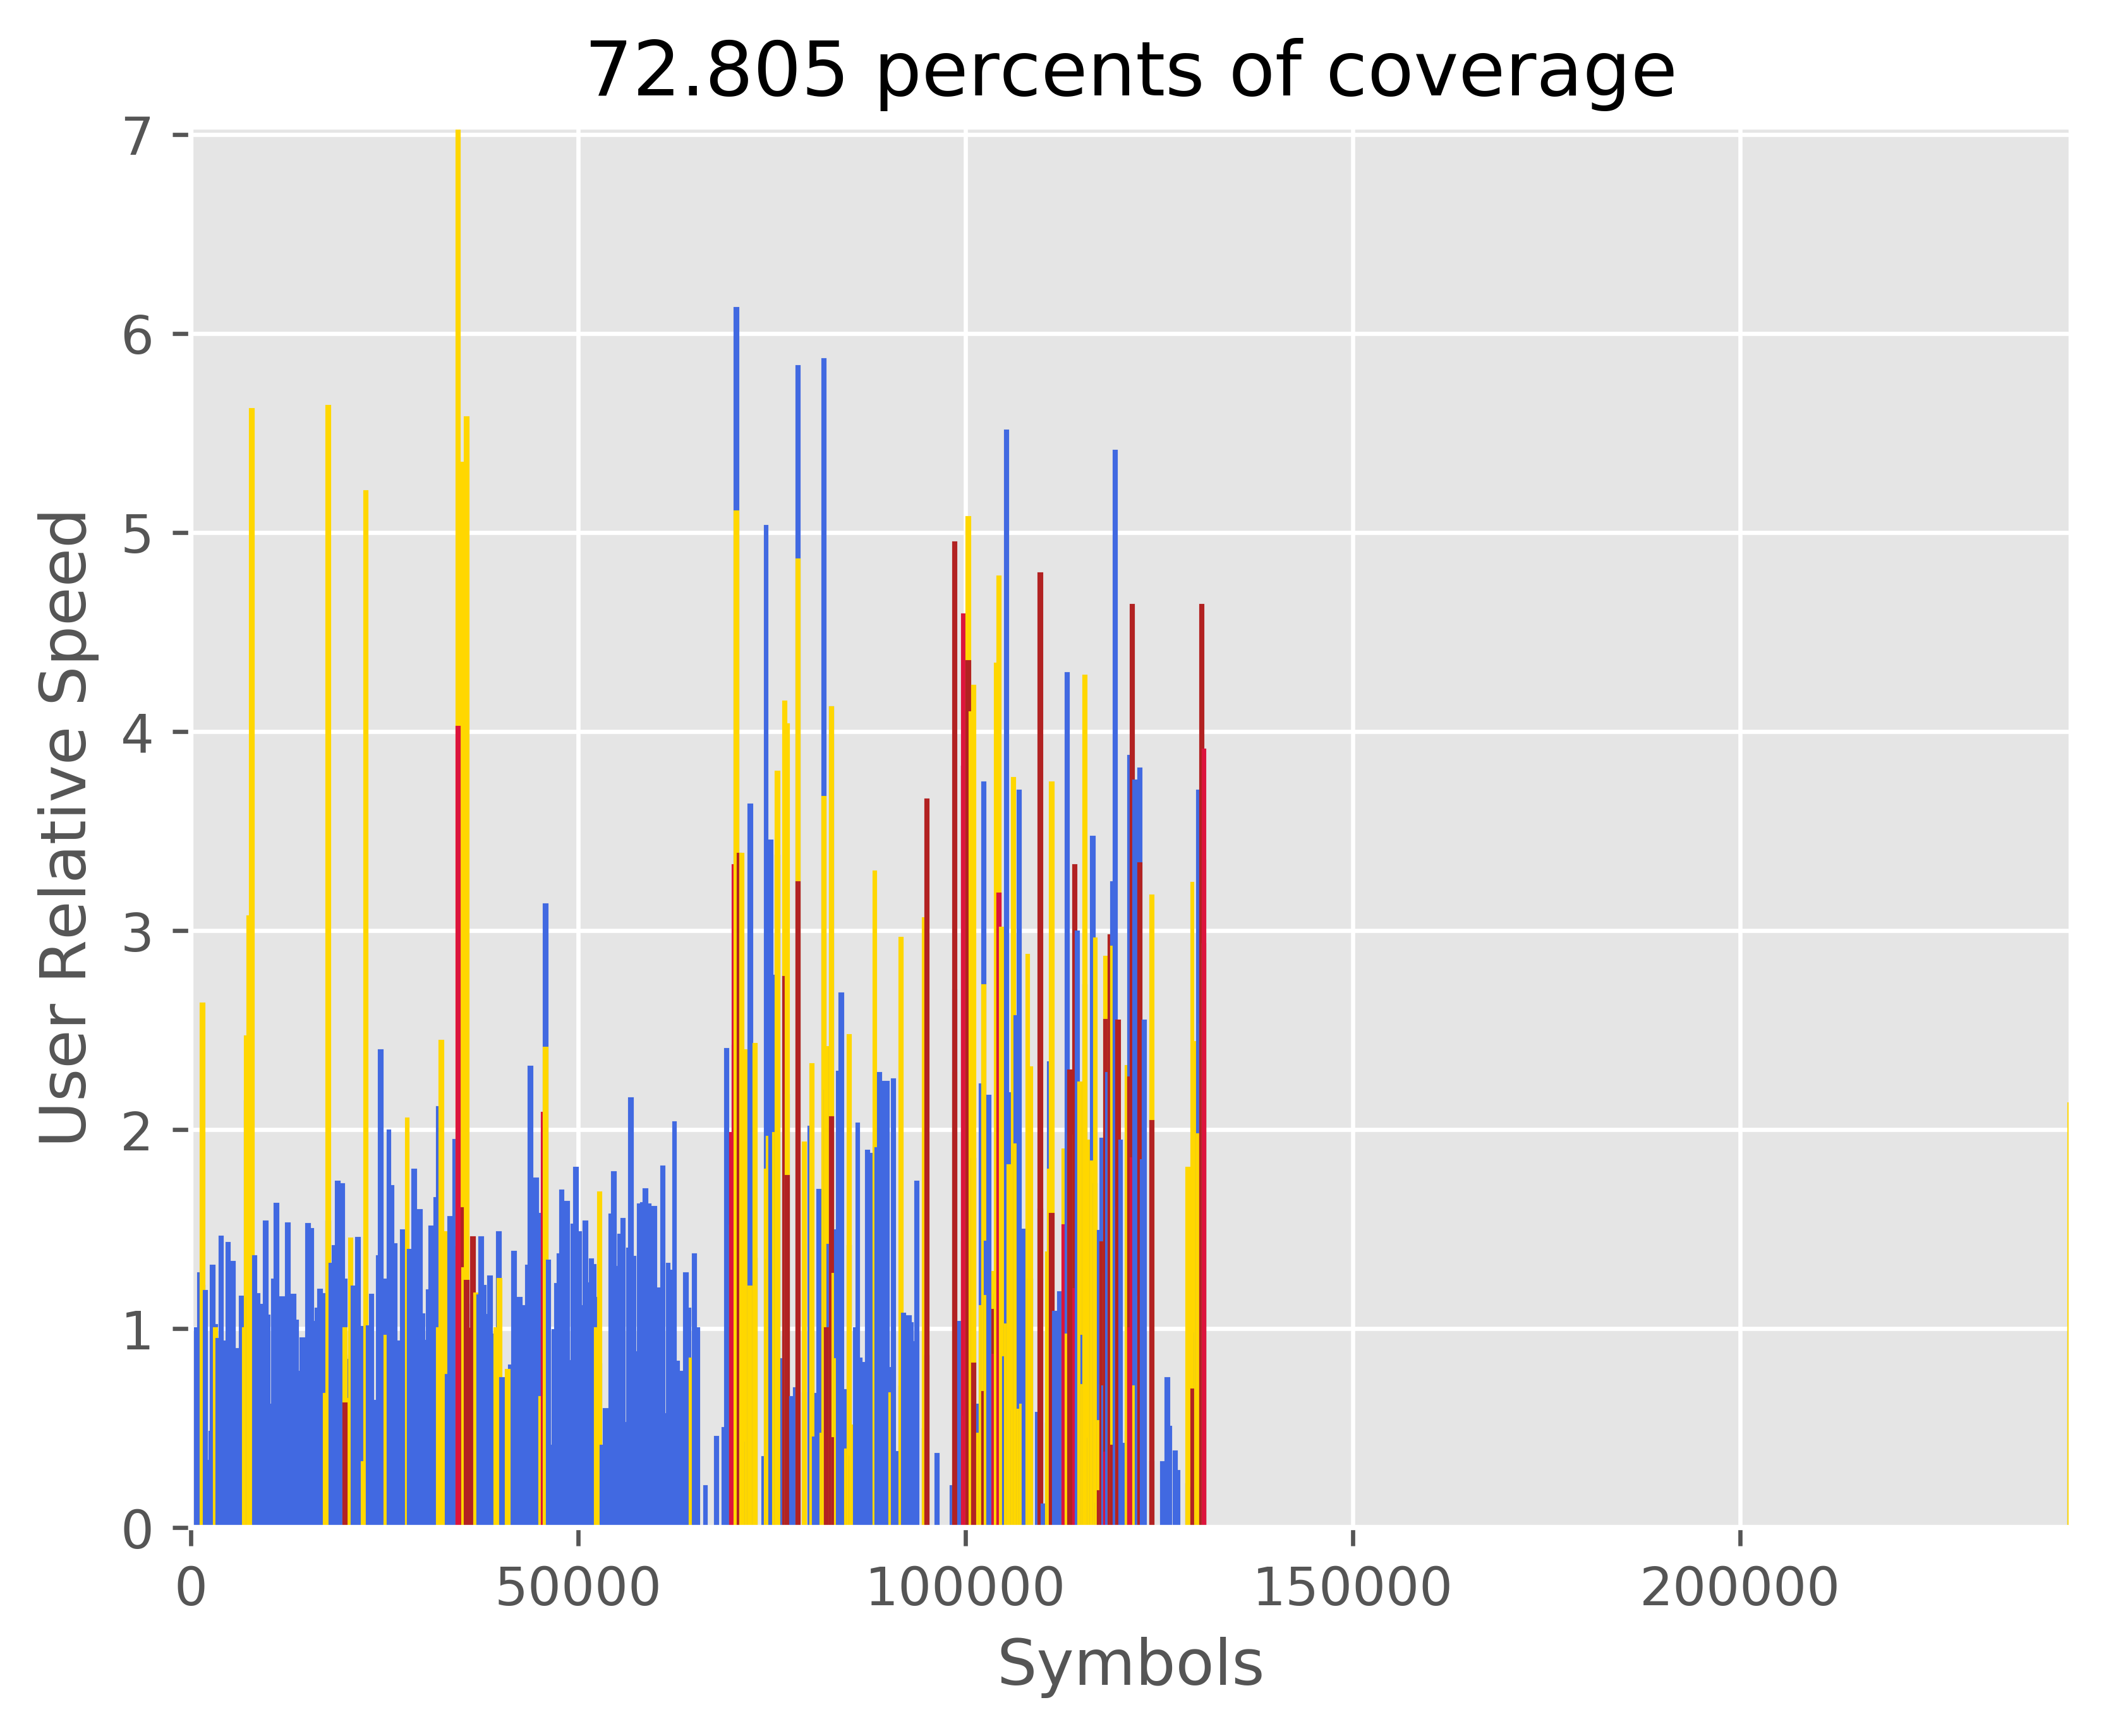 72.805 percents of coverage
7
6
5
4
3
2
1
0
User Relative Speed
0 50000 100000 150000 200000
Symbols